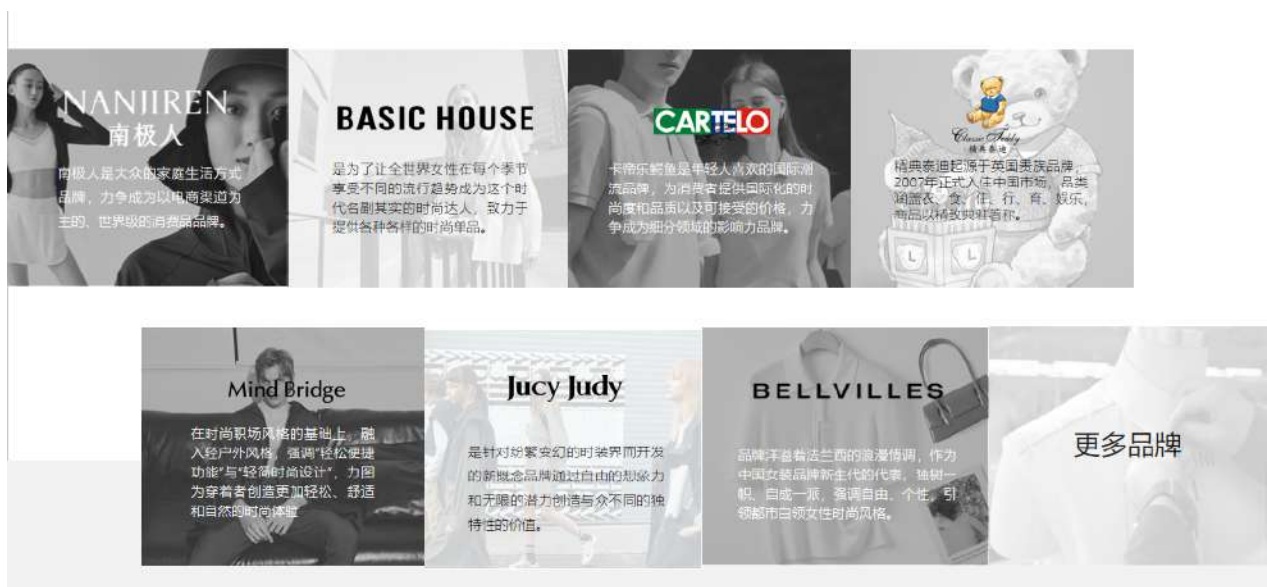 NANJIREN
南极人
南极人是大众的家庭生活方式
品牌，力争成为以电商渠道为
主的、世界级的消费品品牌。
BASIC HOUSE
是为了让全世界女性在每个季节
享受不同的流行趋势成为这个时
代名副其实的时尚达人，致力于
提供各种各样的时尚单品。
CARTELO
卡帝乐鳄鱼是年轻人喜欢的国际潮
流品牌，为消费者提供国际化的时
尚度和品质以及可接受的价格，力
争成为细分领域的影响力品牌。
Classic Teddy
精典泰迪
精典泰迪起源于英国贵族品牌，
2007年正式入住中国市场，品类
涵盖衣、食、住、行、育、娱乐，
商品以精致爽鲜著称。
Mind Bridge
在时尚职场风格的基础上，融
入轻户外风格，强调“轻松便捷
功能”与“轻简时尚设计”，力图
为穿着者创造更加轻松、舒适
和自然的时尚体验
Jucy Judy
是针对纷繁变幻的时装界而开发
的新概念品牌通过自由的想象力
和无限的潜力创造与众不同的独
特性的价值。
BELLVILLES
品牌洋溢着法兰西的浪漫情调，作为
中国女装品牌新生代的代表，独树一
帜，自成一派，强调自由、个性，引
领都市白领女性时尚风格。
更多品牌